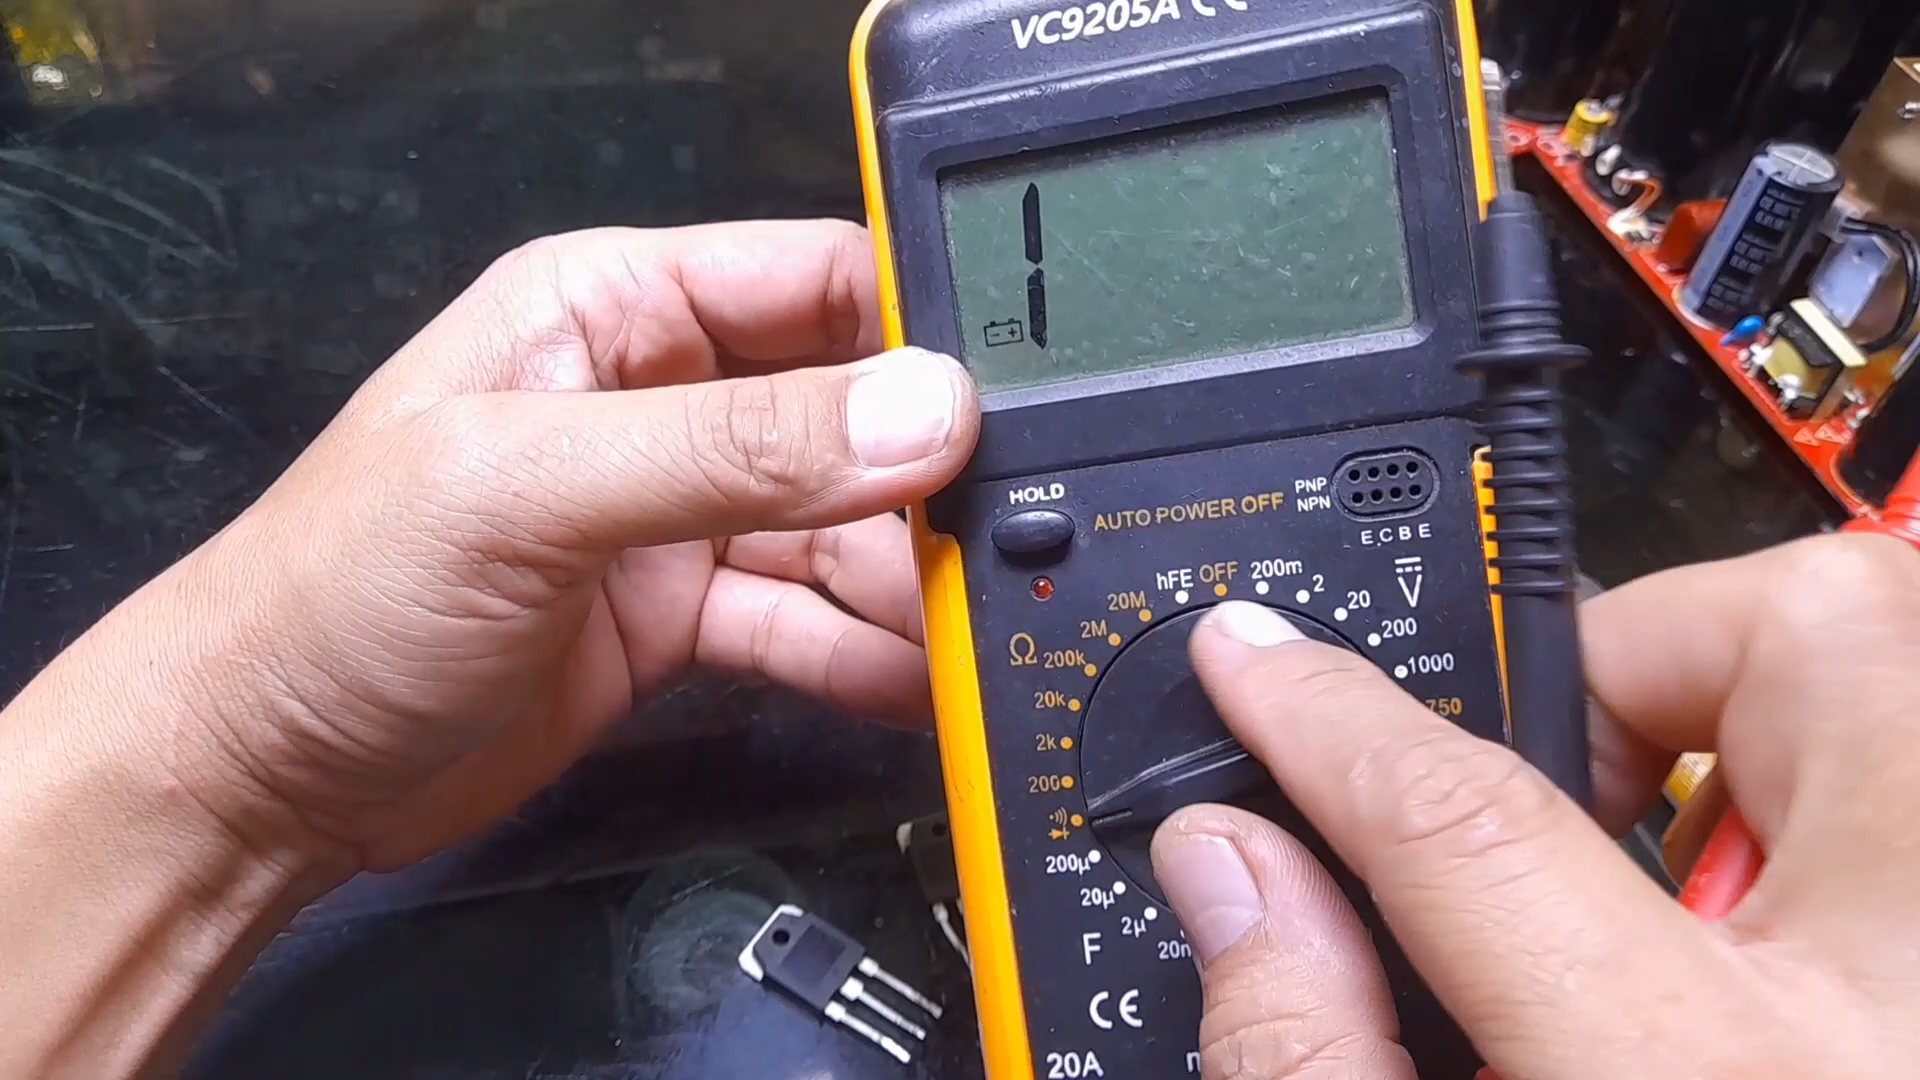 VC9205A CE
1
HOLD
AUTO POWER OFF
PNP
NPN
E C B E
hFE OFF 200m
2
20
200
1000
750
V
20M
2M
Ω 200k
20k
2k
200
200µ
20µ
2µ
20n
F
CE
20A